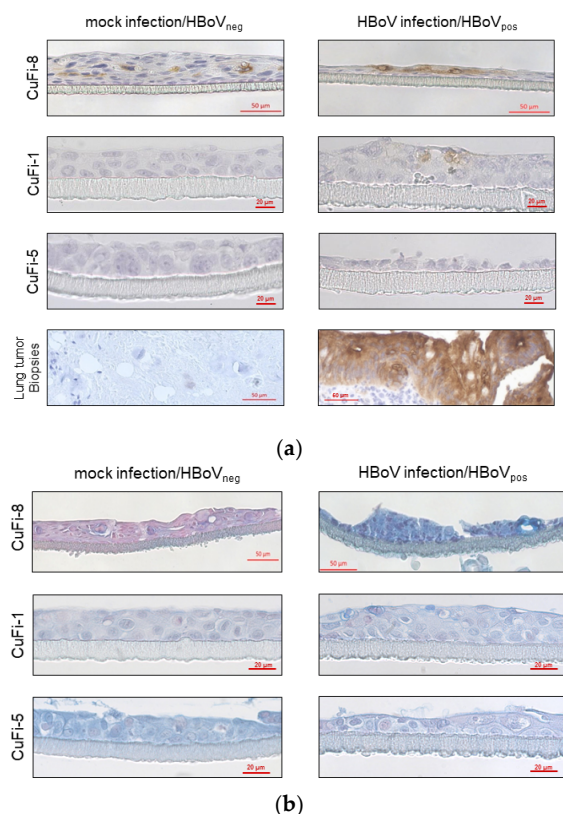 mock infection/HBoVneg
HBoV infection/HBoVpos
CuFi-8
50 µm
50 µm
CuFi-1
20 µm
20 µm
CuFi-5
20 µm
20 µm
Lung tumor
Biopsies
50 µm
50 µm
(a)
mock infection/HBoVneg
HBoV infection/HBoVpos
CuFi-8
50 µm
50 µm
CuFi-1
20 µm
20 µm
CuFi-5
20 µm
20 µm
(b)